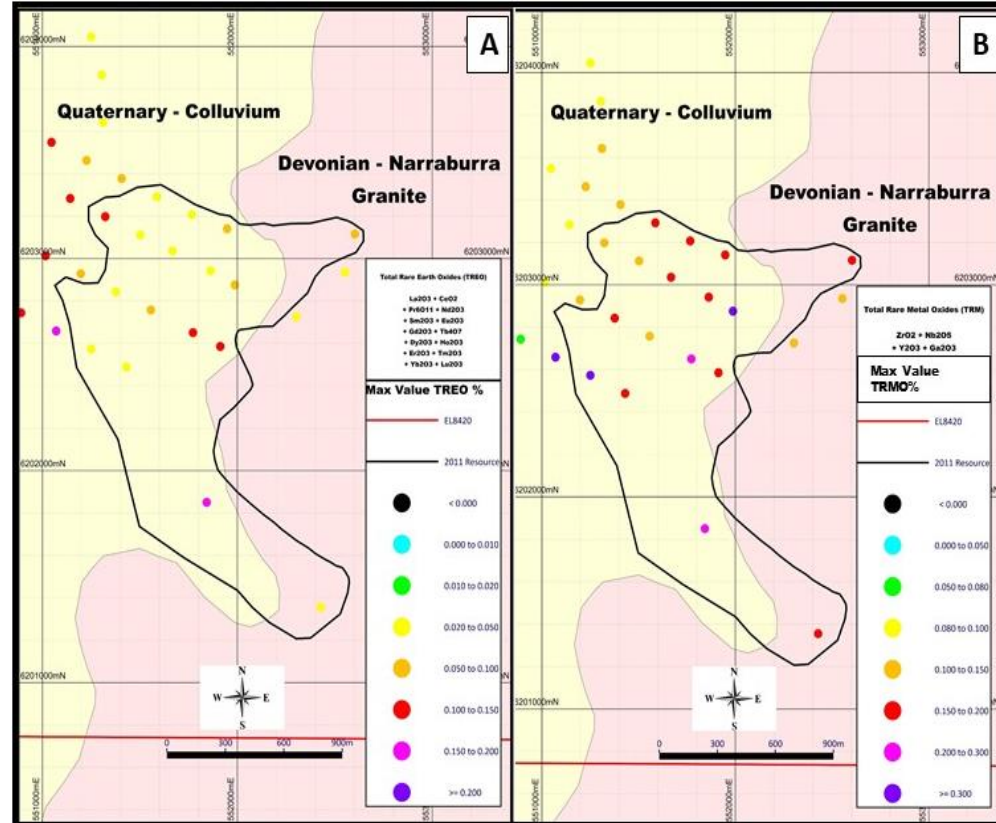 A
551000mE
552000mE
553000mE
6204000mN
Quaternary - Colluvium
Devonian - Narraburra
Granite
6203000mN
6203000mN
Total Rare Earth Oxides (TREO)
La2O3 + CeO2
+ Pr6O11 + Nd2O3
+ Sm2O3 + Eu2O3
+ Gd2O3 + Tb4O7
+ Dy2O3 + Ho2O3
+ Er2O3 + Tm2O3
+ Yb2O3 + Lu2O3
Max Value TREO %
EL8420
2011 Resource
6202000mN
< 0.000
0.000 to 0.010
0.010 to 0.020
0.020 to 0.050
0.050 to 0.100
0.100 to 0.150
0.150 to 0.200
>= 0.200
6201000mN
N
W
E
S
0
300
600
900m
551000mE
552000mE
B
551000mE
552000mE
553000mE
6204000mN
Quaternary - Colluvium
Devonian - Narraburra
Granite
6203000mN
6203000mN
Total Rare Metal Oxides (TRM)
ZrO2 + Nb2O5
+ Y2O3 + Ga2O3
Max Value
TRMO%
EL8420
2011 Resource
6202000mN
< 0.000
0.000 to 0.050
0.050 to 0.080
0.080 to 0.100
0.100 to 0.150
0.150 to 0.200
0.200 to 0.300
>= 0.300
6201000mN
N
W
E
S
0
300
600
900m
551000mE
552000mE